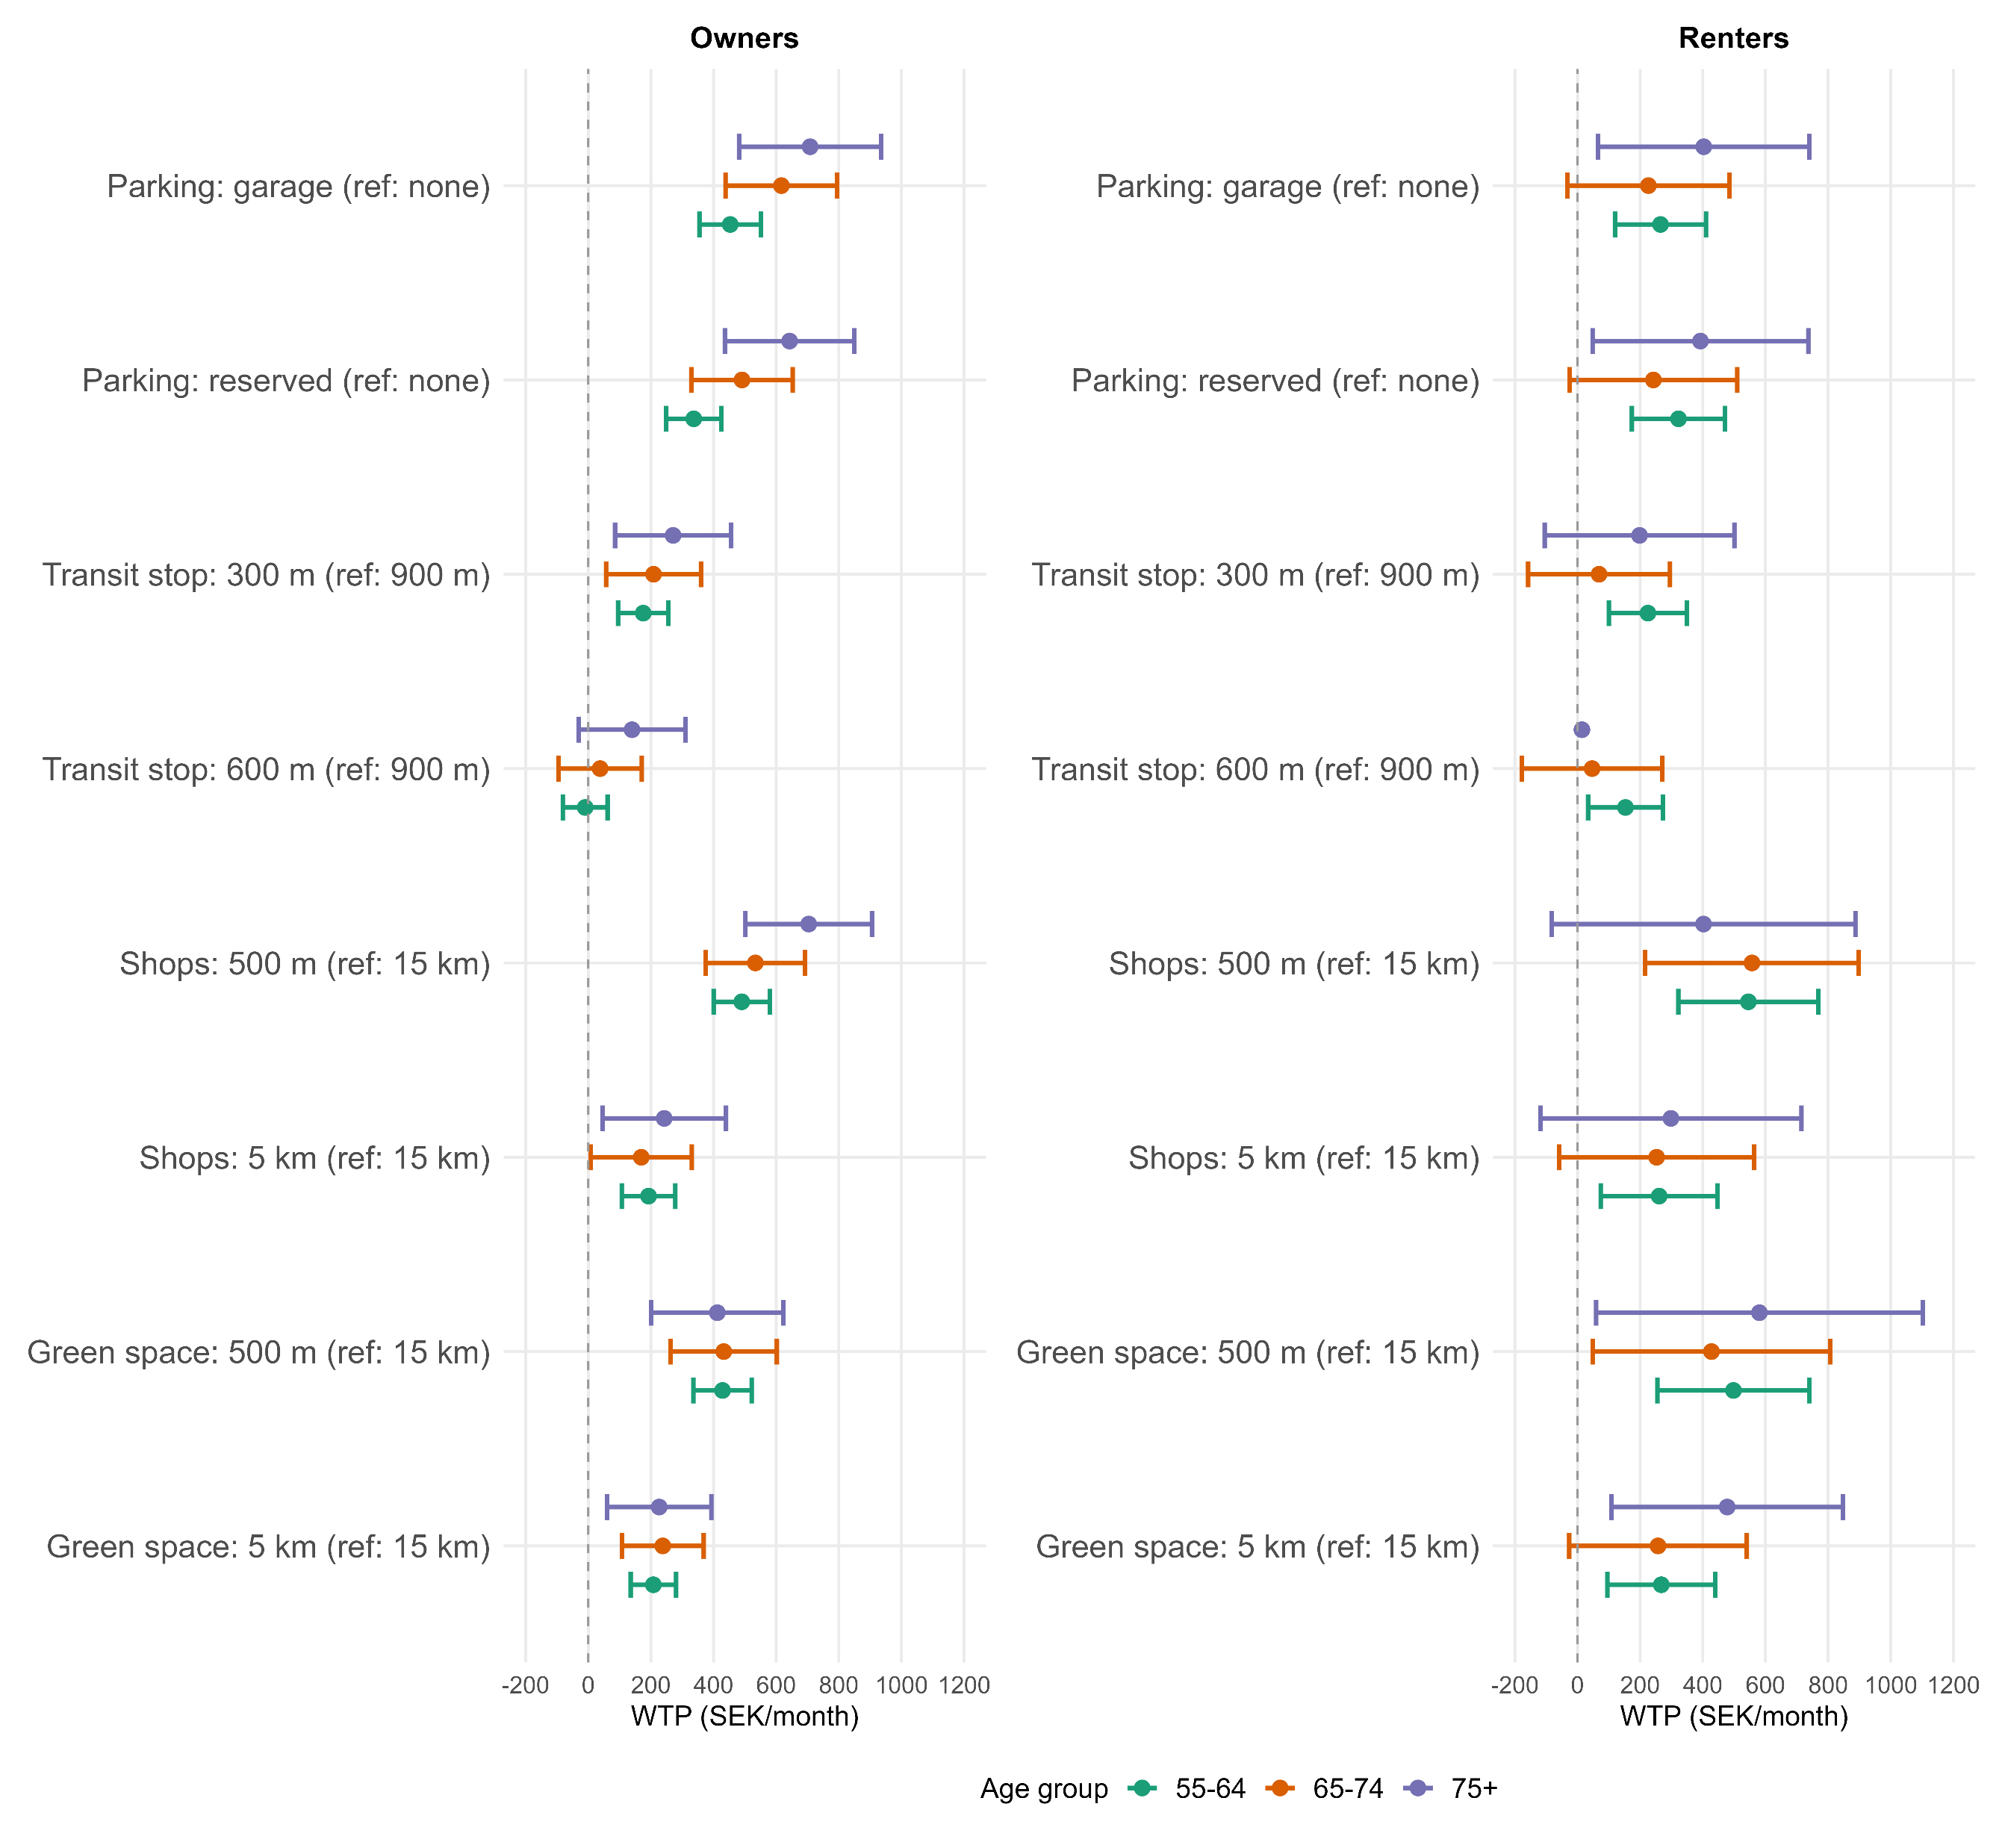 Owners
Parking: garage (ref: none)
Parking: reserved (ref: none)
Transit stop: 300 m (ref: 900 m)
Transit stop: 600 m (ref: 900 m)
Shops: 500 m (ref: 15 km)
Shops: 5 km (ref: 15 km)
Green space: 500 m (ref: 15 km)
Green space: 5 km (ref: 15 km)
-200 0 200 400 600 800 1000 1200
WTP (SEK/month)
Renters
Parking: garage (ref: none)
Parking: reserved (ref: none)
Transit stop: 300 m (ref: 900 m)
Transit stop: 600 m (ref: 900 m)
Shops: 500 m (ref: 15 km)
Shops: 5 km (ref: 15 km)
Green space: 500 m (ref: 15 km)
Green space: 5 km (ref: 15 km)
-200 0 200 400 600 800 1000 1200
WTP (SEK/month)
Age group 55-64 65-74 75+